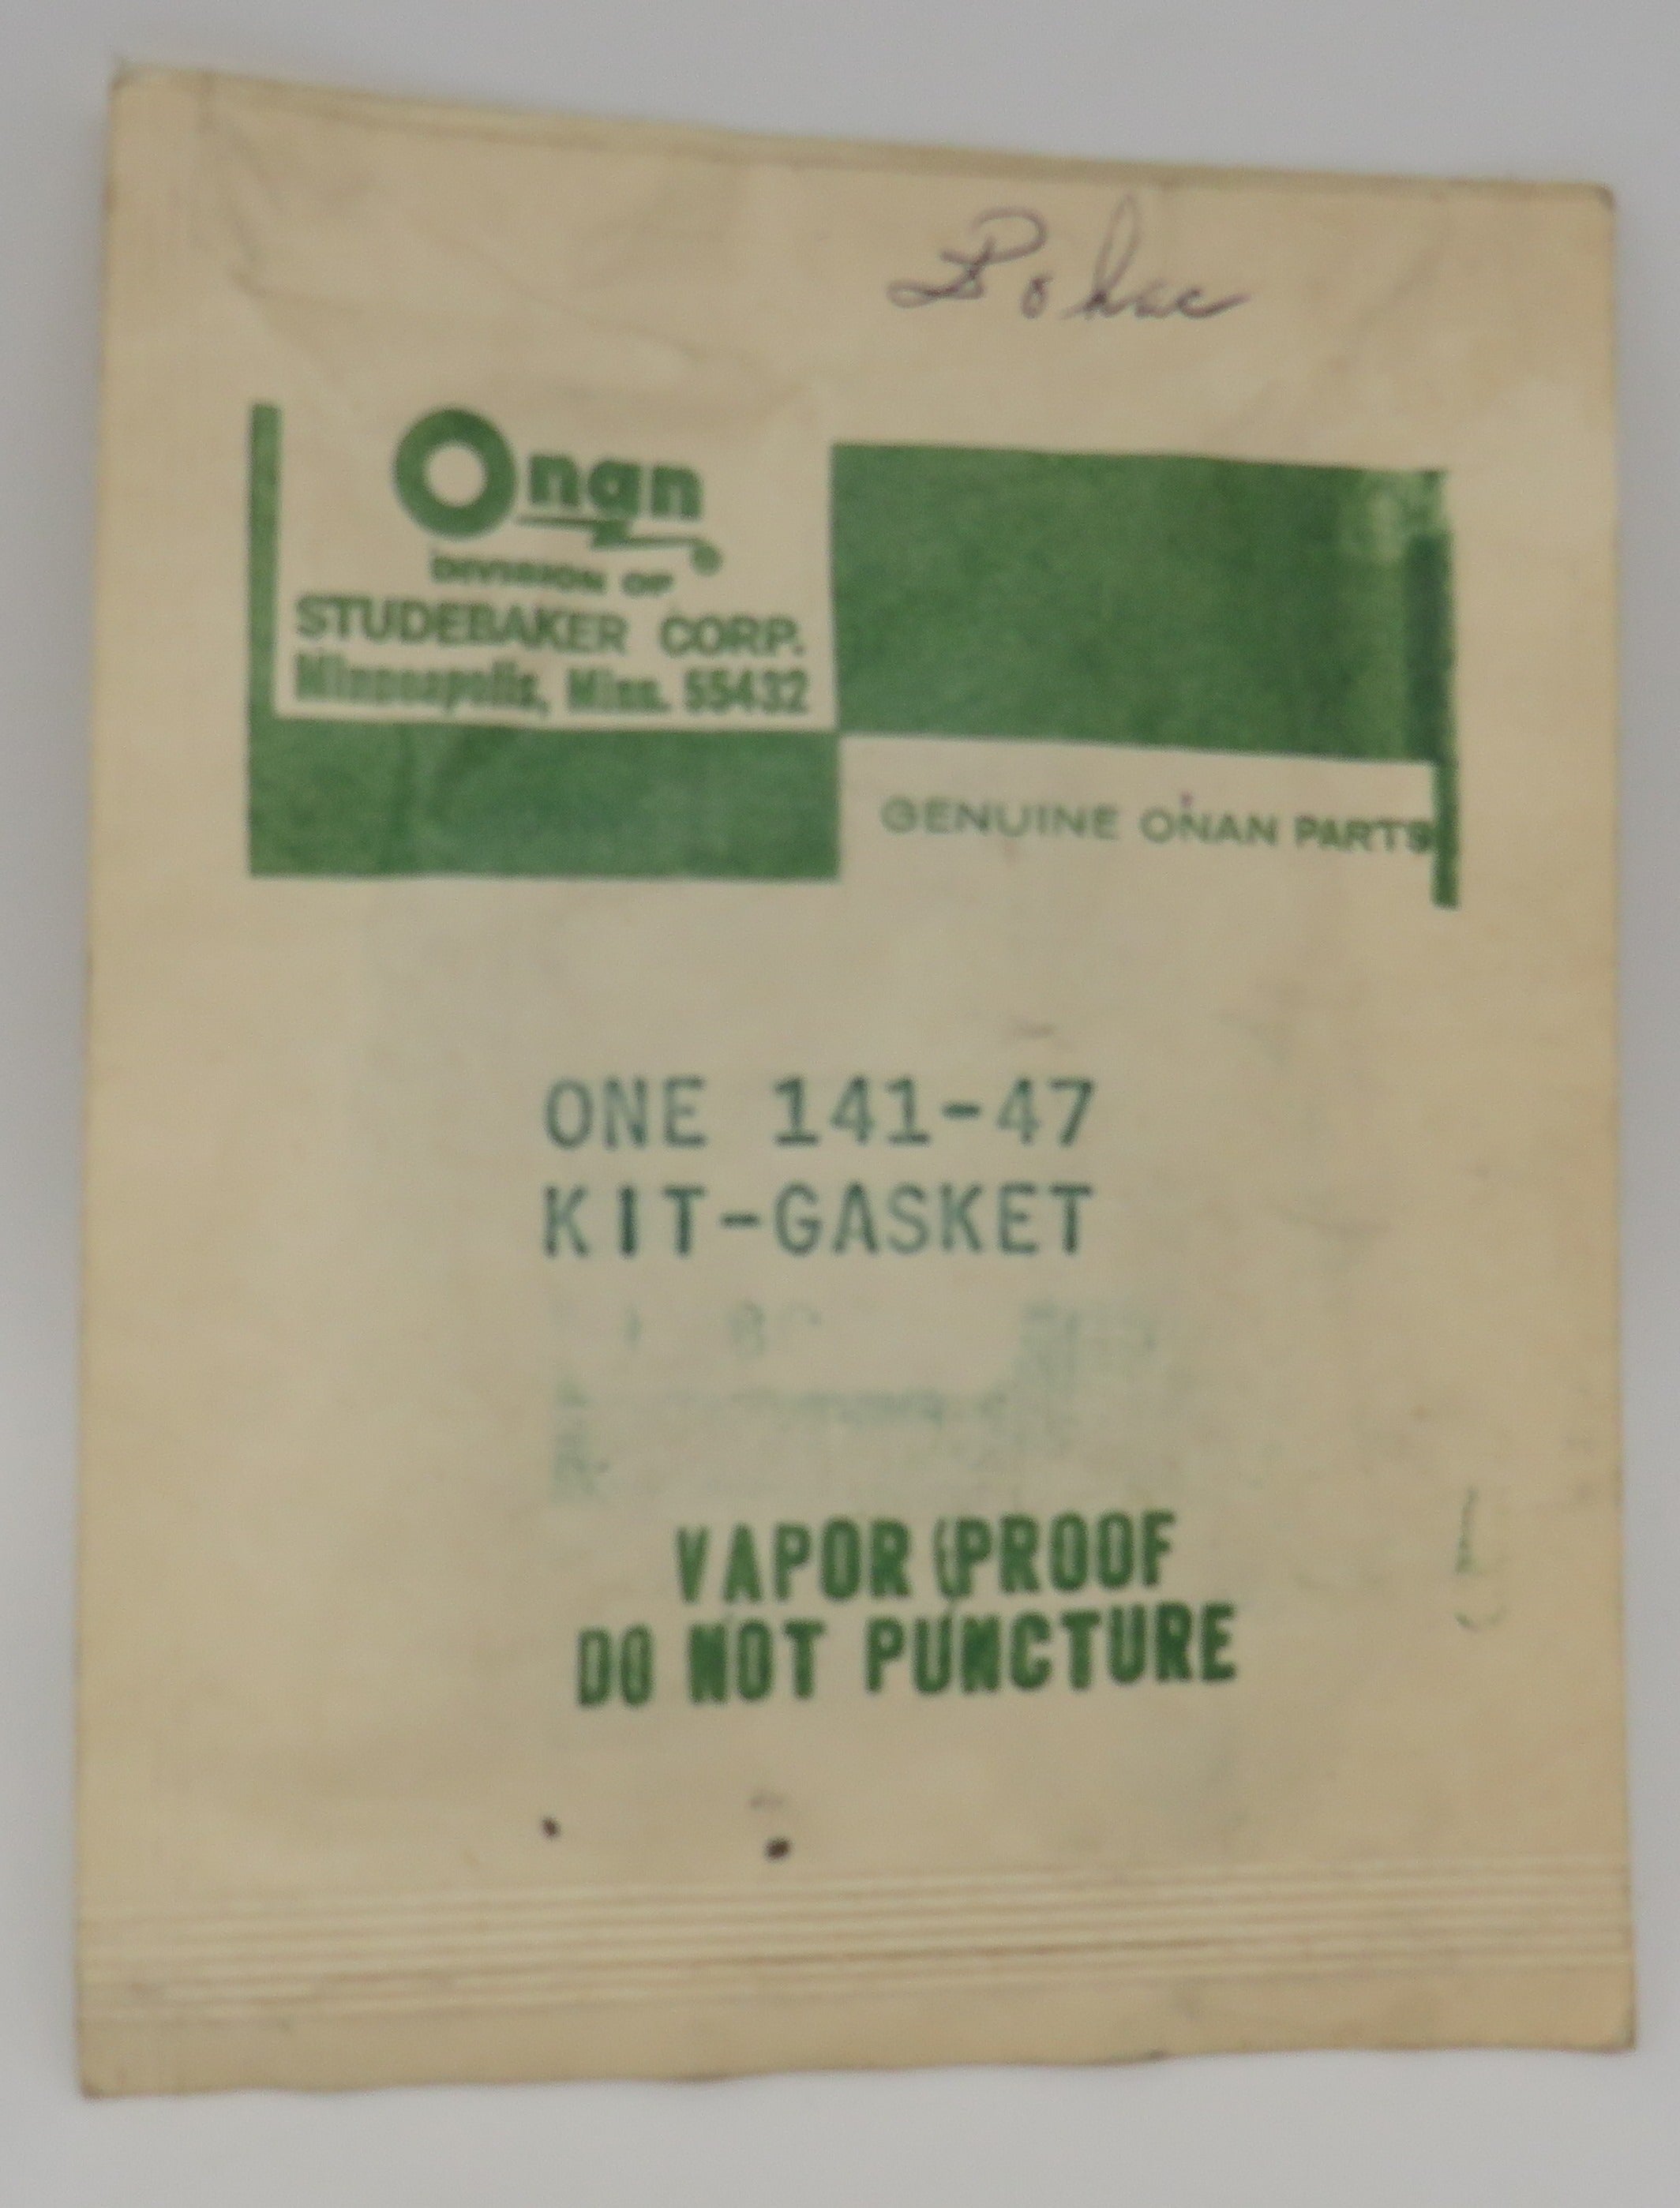 Bohac
Onan
DIVISION OF
STUDEBAKER CORP.
Minneapolis, Minn. 55432
GENUINE ONAN PARTS
ONE 141-47
KIT-GASKET
VAPOR PROOF
DO NOT PUNCTURE